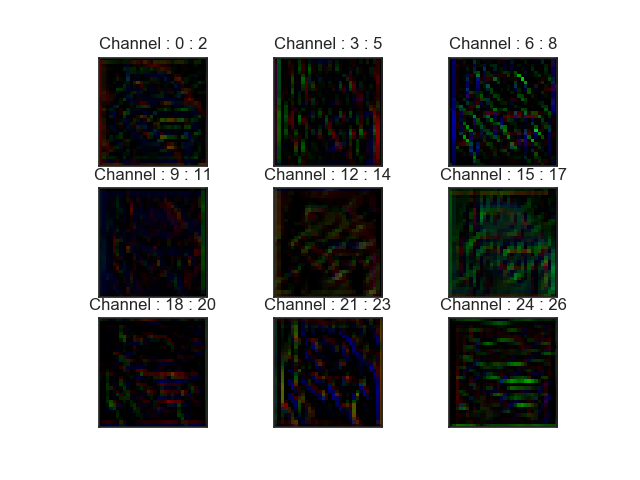 Channel : 0 : 2
Channel : 3 : 5
Channel : 6 : 8
Channel : 9 : 11
Channel : 12 : 14
Channel : 15 : 17
Channel : 18 : 20
Channel : 21 : 23
Channel : 24 : 26